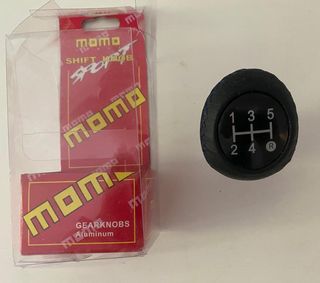 momo
SHIFT KNOB
SPORT
momo
momo
GEARKNOBS
Aluminum
1 3 5
2 4 R